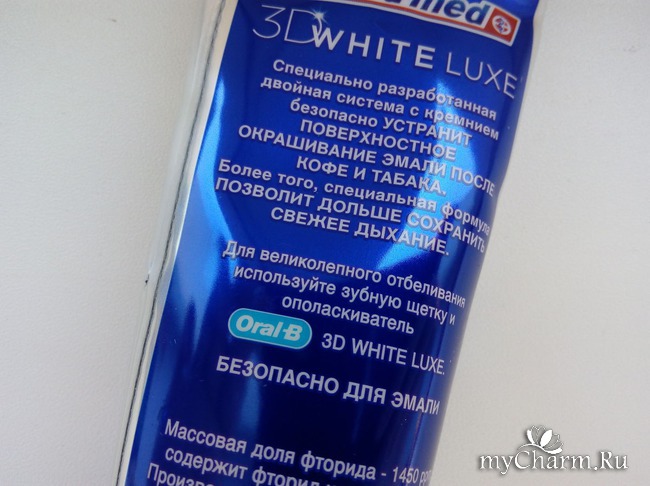 3D WHITE LUXE
Специально разработанная
двойная система с кремнием
безопасно УСТРАНИТ
ПОВЕРХНОСТНОЕ
ОКРАШИВАНИЕ ЭМАЛИ ПОСЛЕ
КОФЕ И ТАБАКА.
Более того, специальная формула
ПОЗВОЛИТ ДОЛЬШЕ СОХРАНИТЬ
СВЕЖЕЕ ДЫХАНИЕ.
Для великолепного отбеливания
используйте зубную щетку и
ополаскиватель
Oral-B 3D WHITE LUXE.
БЕЗОПАСНО ДЛЯ ЭМАЛИ
Массовая доля фторида - 1450
содержит фторид
myCharm.Ru